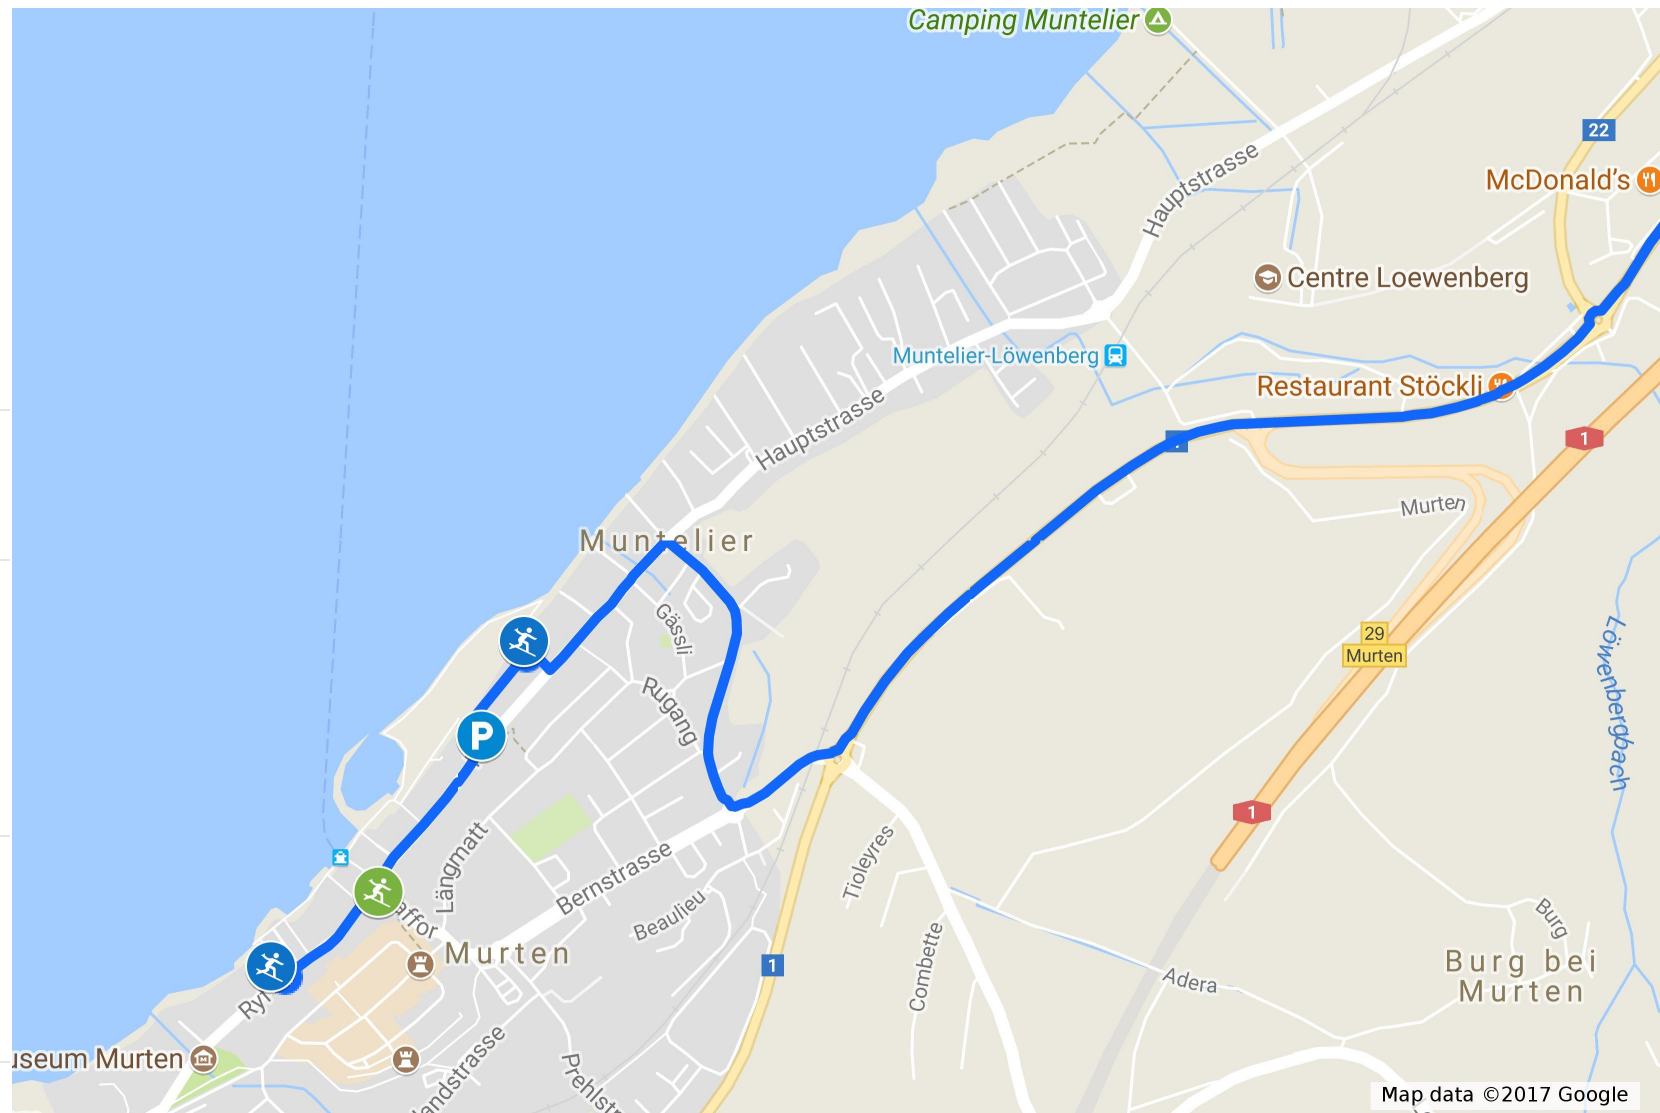 Camping Muntelier
22
Hauptstrasse
McDonald's
Centre Loewenberg
Muntelier-Löwenberg
Restaurant Stöckli
Hauptstrasse
1
Murten
Muntelier
Gässli
29
Murten
Löwenbergbach
Rugang
P
1
Längmatt
Tioleyres
Bernstrasse
Beaulieu
Burg
affor
Murten
1
Combette
Adera
Burg bei
Murten
Ryf
useum Murten
M
landstrasse
Prehlstr
Map data ©2017 Google